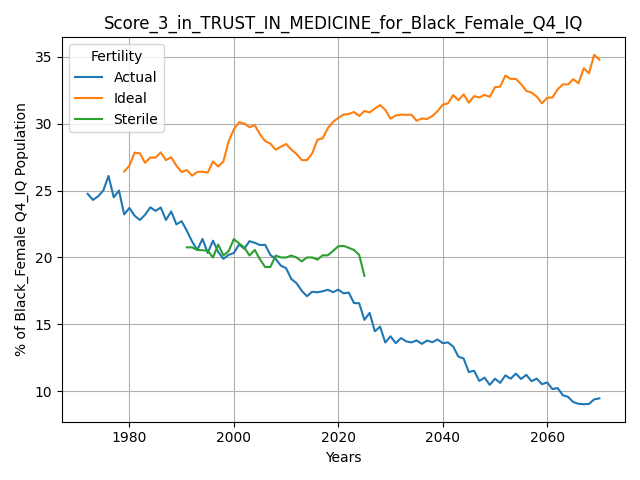 Score_3_in_TRUST_IN_MEDICINE_for_Black_Female_Q4_IQ
Fertility
Actual
Ideal
Sterile
% of Black_Female Q4_IQ Population
35
30
25
20
15
10
1980
2000
2020
2040
2060
Years